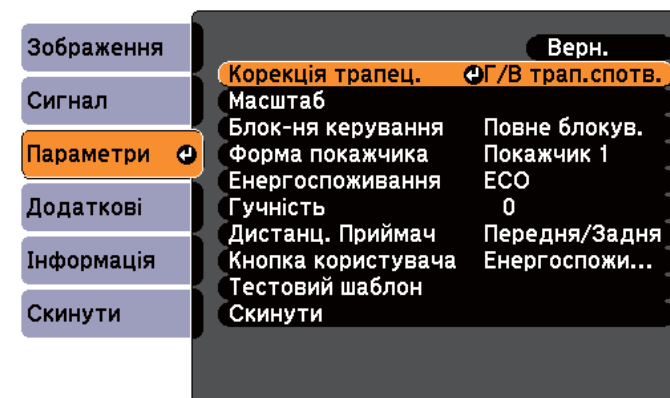 Зображення
Сигнал
Параметри
Додаткові
Інформація
Скинути
Верн.
Корекція трапец. Г/В трап.спотв.
Масштаб
Блок-ня керування Повне блокув.
Форма покажчика Покажчик 1
Енергоспоживання ECO
Гучність 0
Дистанц. Приймач Передня/Задня
Кнопка користувача Енергоспожи...
Тестовий шаблон
Скинути